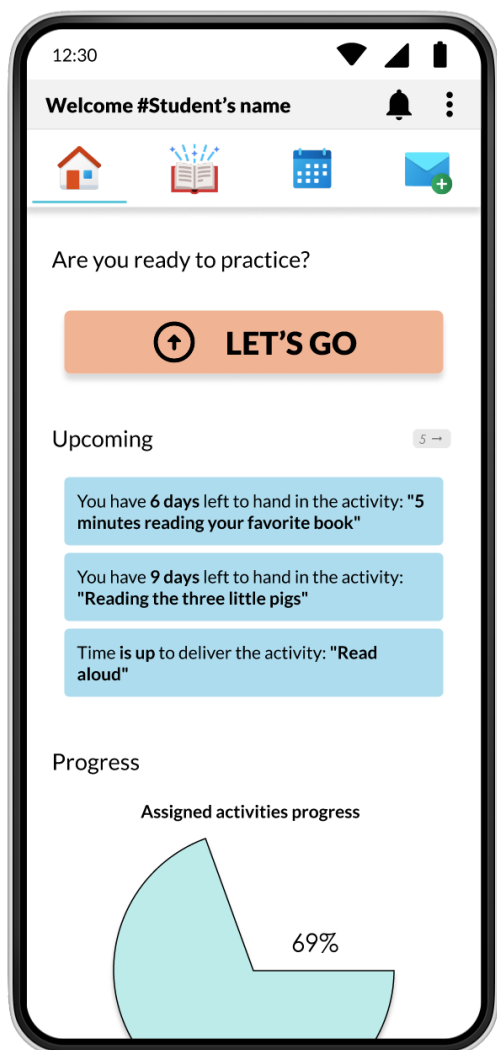 12:30
Welcome #Student’s name
Are you ready to practice?
LET’S GO
Upcoming
5 →
You have 6 days left to hand in the activity: "5
minutes reading your favorite book"
You have 9 days left to hand in the activity:
"Reading the three little pigs"
Time is up to deliver the activity: "Read
aloud"
Progress
Assigned activities progress
69%